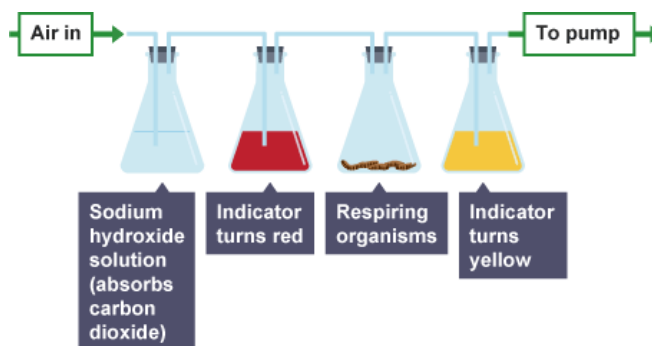 Air in
To pump
Sodium
hydroxide
solution
(absorbs
carbon
dioxide)
Indicator
turns red
Respiring
organisms
Indicator
turns
yellow